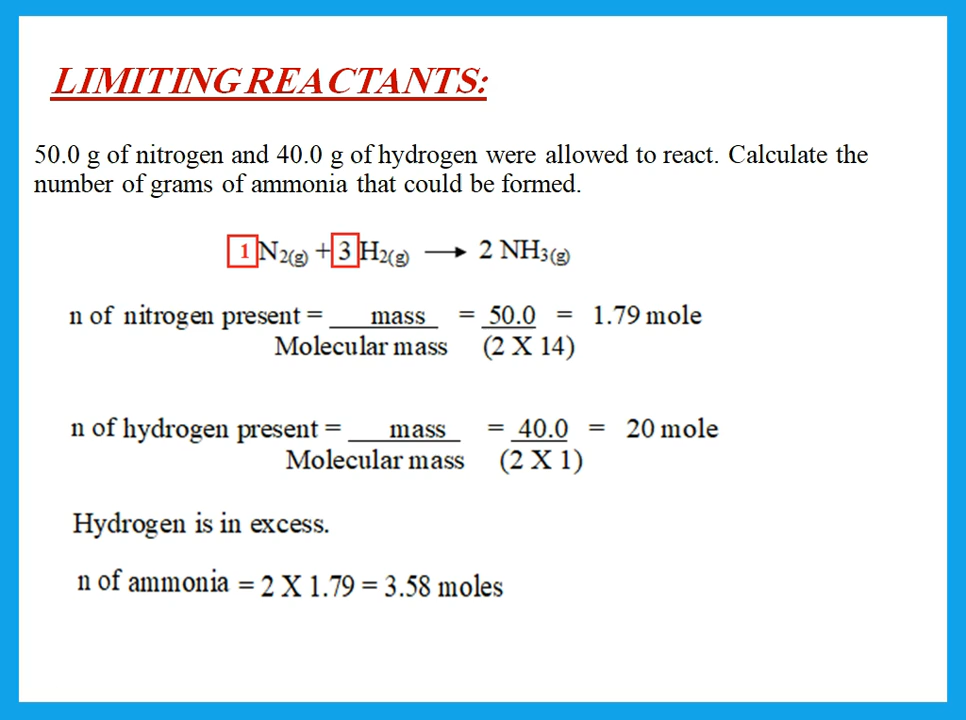 LIMITING REACTANTS:
50.0 g of nitrogen and 40.0 g of hydrogen were allowed to react. Calculate the
number of grams of ammonia that could be formed.
1 N2(g) + 3 H2(g) ⟶ 2 NH3(g)
n of nitrogen present = mass = 50.0 = 1.79 mole
Molecular mass (2 X 14)
n of hydrogen present = mass = 40.0 = 20 mole
Molecular mass (2 X 1)
Hydrogen is in excess.
n of ammonia = 2 X 1.79 = 3.58 moles